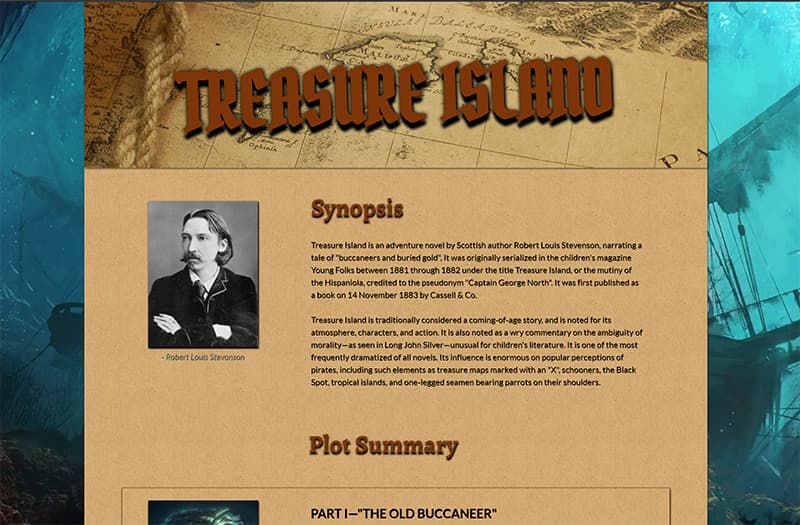 TREASURE ISLAND
Synopsis
Treasure Island is an adventure novel by Scottish author Robert Louis Stevenson, narrating a
tale of "buccaneers and buried gold". It was originally serialized in the children's magazine
Young Folks between 1881 through 1882 under the title Treasure Island, or the mutiny of
the Hispaniola, credited to the pseudonym "Captain George North". It was first published as
a book on 14 November 1883 by Cassell & Co.
Treasure Island is traditionally considered a coming-of-age story, and is noted for its
atmosphere, characters, and action. It is also noted as a wry commentary on the ambiguity of
morality—as seen in Long John Silver—unusual for children's literature. It is one of the most
frequently dramatized of all novels. Its influence is enormous on popular perceptions of
pirates, including such elements as treasure maps marked with an "X", schooners, the Black
Spot, tropical islands, and one-legged seamen bearing parrots on their shoulders.
- Robert Louis Stevenson
Plot Summary
PART I—"THE OLD BUCCANEER"